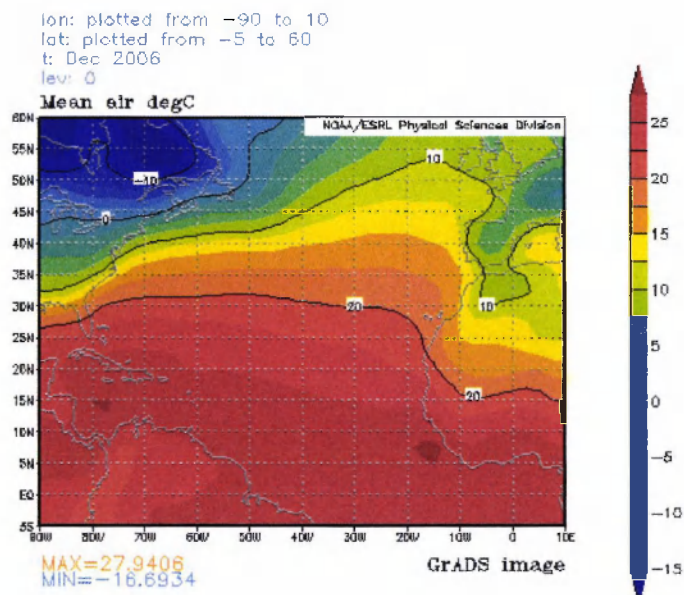 lon: plotted from -90 to 10
lat: plotted from -5 to 60
t: Dec 2006
lev: 0
Mean air degC
NOAA/ESRL Physical Sciences Division
60N
55N
50N
45N
40N
35N
30N
25N
20N
15N
10N
5N
EQ
5S
90W 80W 70W 60W 50W 40W 30W 20W 10W 0 10E
10
-10
0
20
10
20
25
20
15
10
5
0
-5
-10
-15
MAX=27.9406
MIN=-16.6934
GrADS image